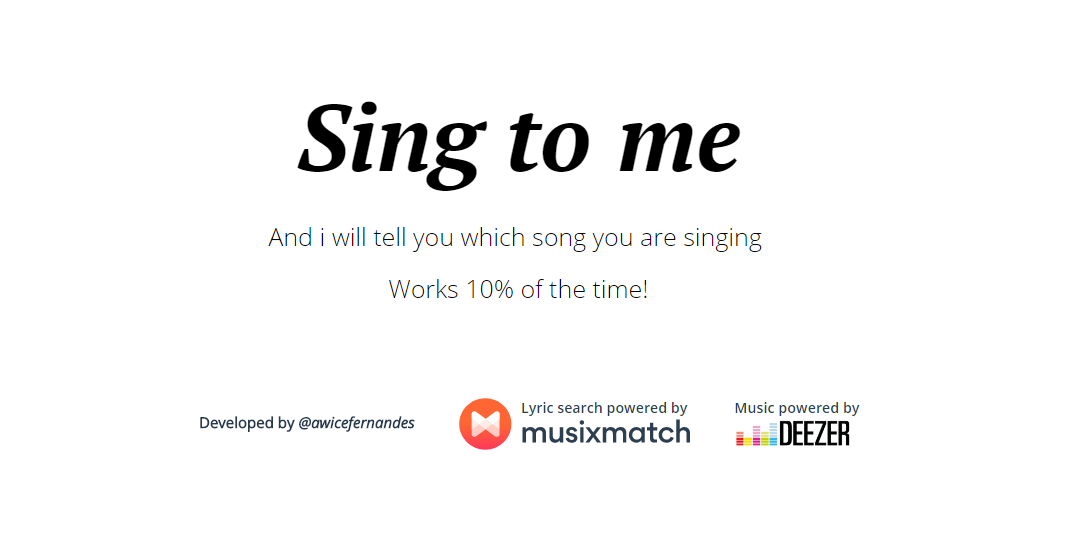 Sing to me
And i will tell you which song you are singing
Works 10% of the time!
Developed by @awicefernandes
Lyric search powered by
musixmatch
Music powered by
DEEZER